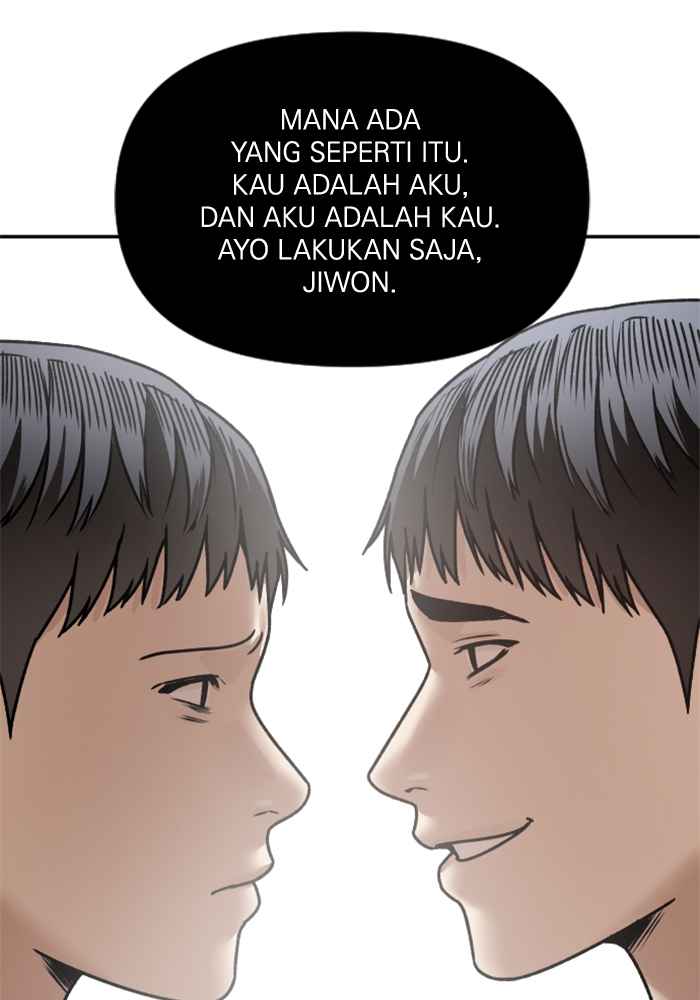 MANA ADA
YANG SEPERTI ITU.
KAU ADALAH AKU,
DAN AKU ADALAH KAU.
AYO LAKUKAN SAJA,
JIWON.